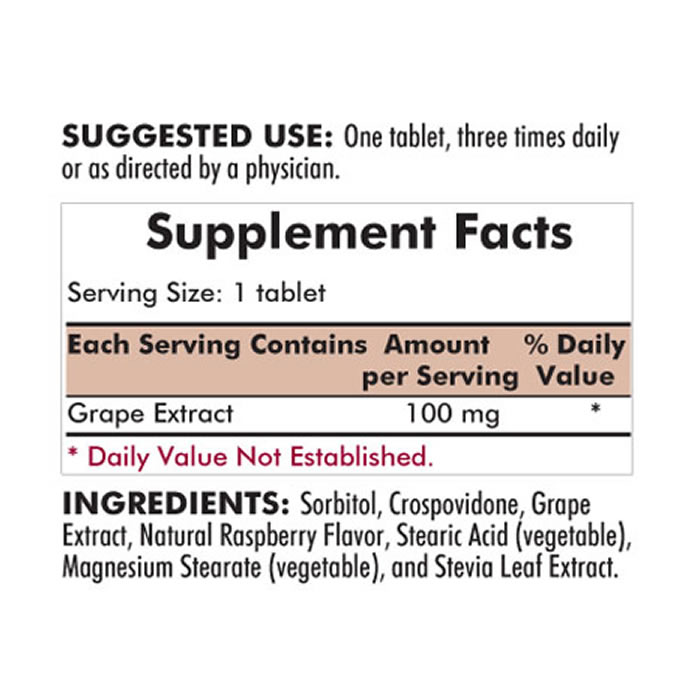 SUGGESTED USE: One tablet, three times daily
or as directed by a physician.
Supplement Facts
Serving Size: 1 tablet
Each Serving Contains Amount % Daily
per Serving Value
Grape Extract 100 mg *
* Daily Value Not Established.
INGREDIENTS: Sorbitol, Crospovidone, Grape
Extract, Natural Raspberry Flavor, Stearic Acid (vegetable),
Magnesium Stearate (vegetable), and Stevia Leaf Extract.